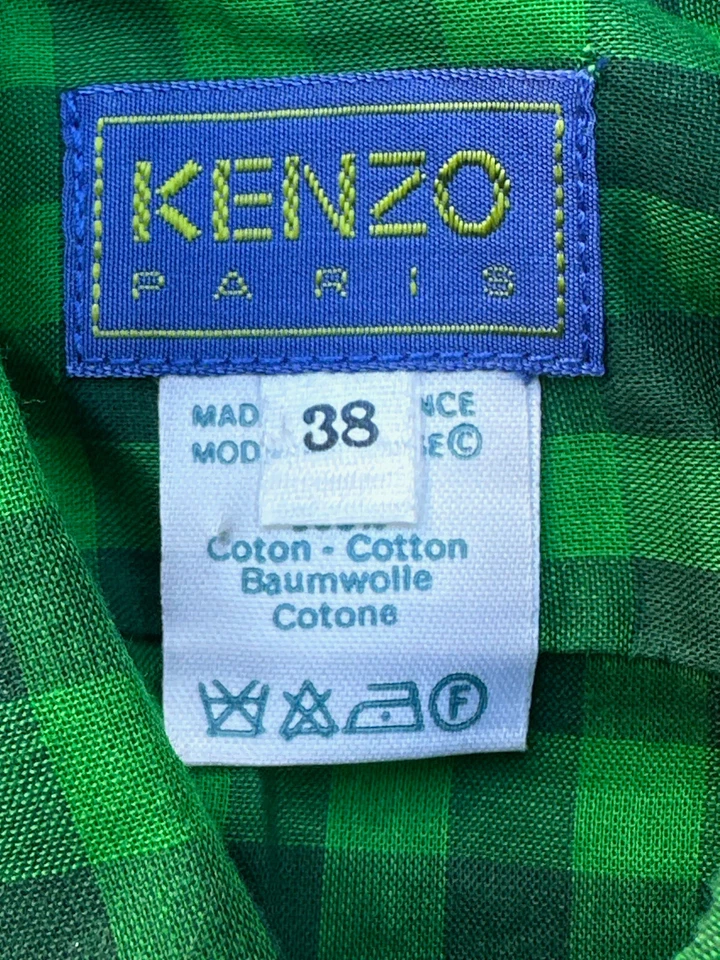 KENZO
PARIS
38
Coton - Cotton
Baumwolle
Cotone
F